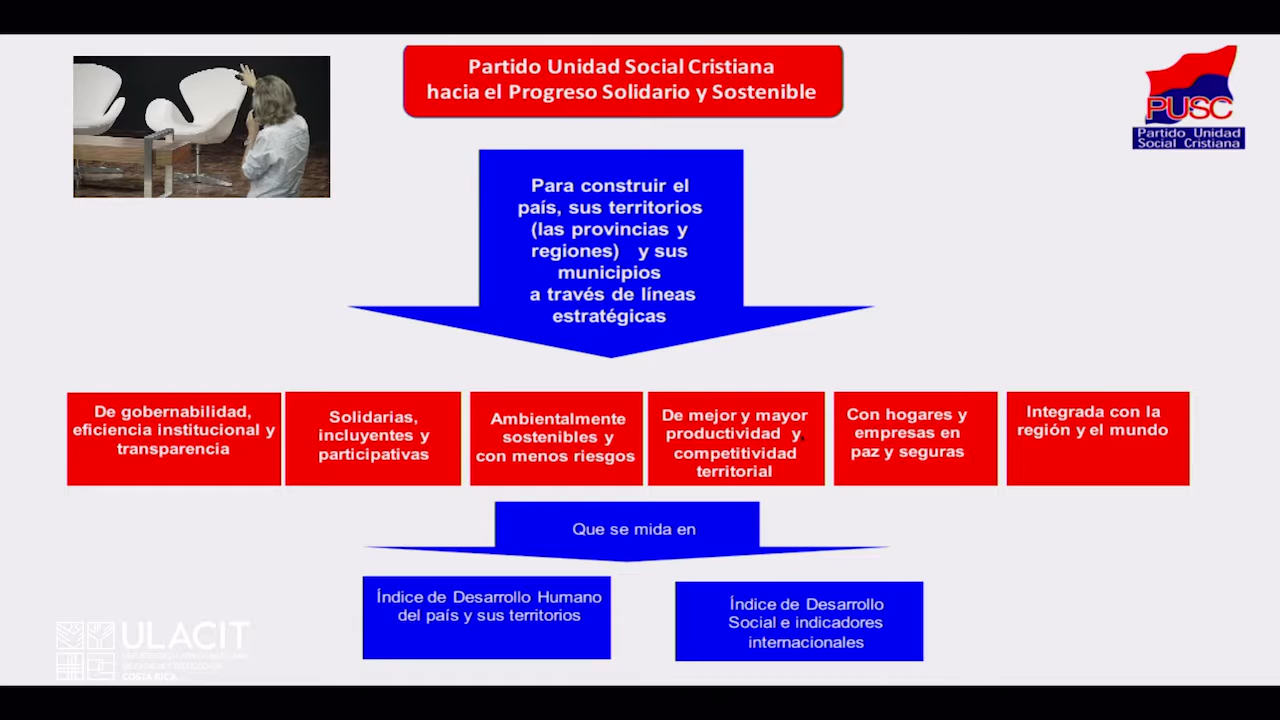 Partido Unidad Social Cristiana
hacia el Progreso Solidario y Sostenible
PUSC
Partido Unidad
Social Cristiana
Para construir el
país, sus territorios
(las provincias y
regiones) y sus
municipios
a través de líneas
estratégicas
De gobernabilidad,
eficiencia institucional y
transparencia
Solidarias,
incluyentes y
participativas
Ambientalmente
sostenibles y
con menos riesgos
De mejor y mayor
productividad y,
competitividad
territorial
Con hogares y
empresas en
paz y seguras
Integrada con la
región y el mundo
Que se mida en
Índice de Desarrollo Humano
del país y sus territorios
Índice de Desarrollo
Social e indicadores
internacionales
ULACIT
COSTA RICA